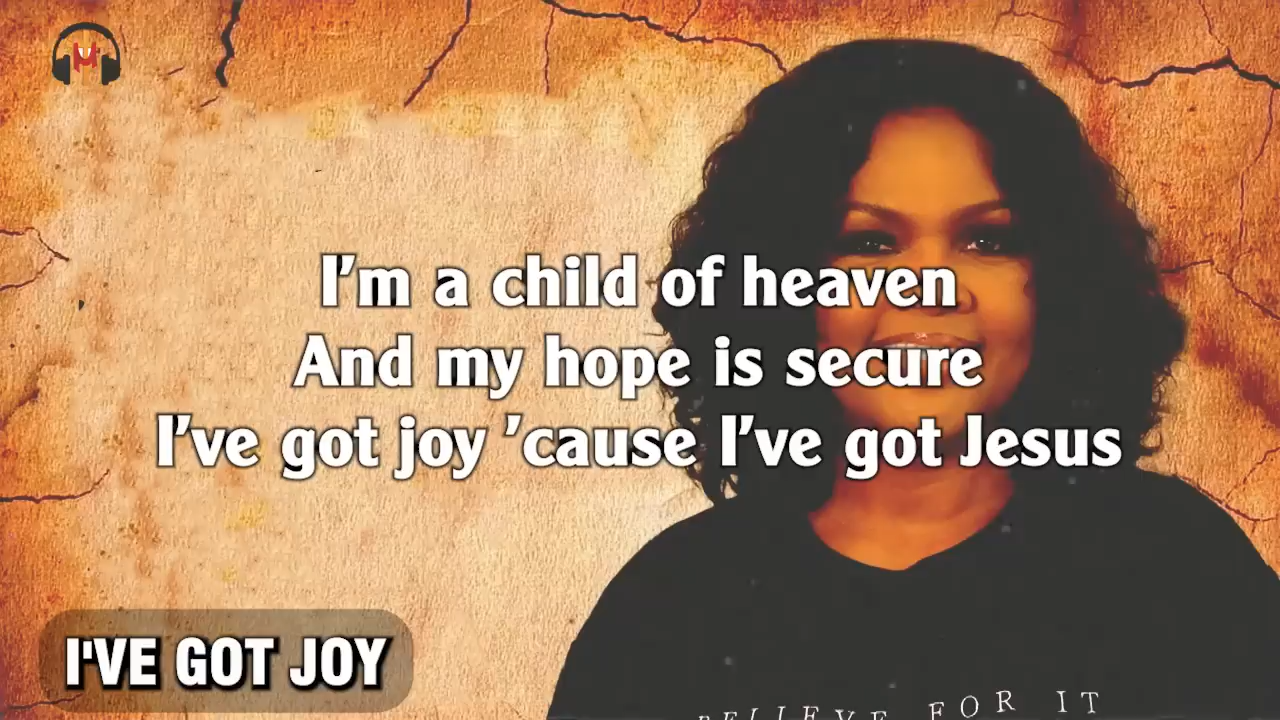 I'm a child of heaven
And my hope is secure
I've got joy 'cause I've got Jesus
I'VE GOT JOY
BELIEVE FOR IT